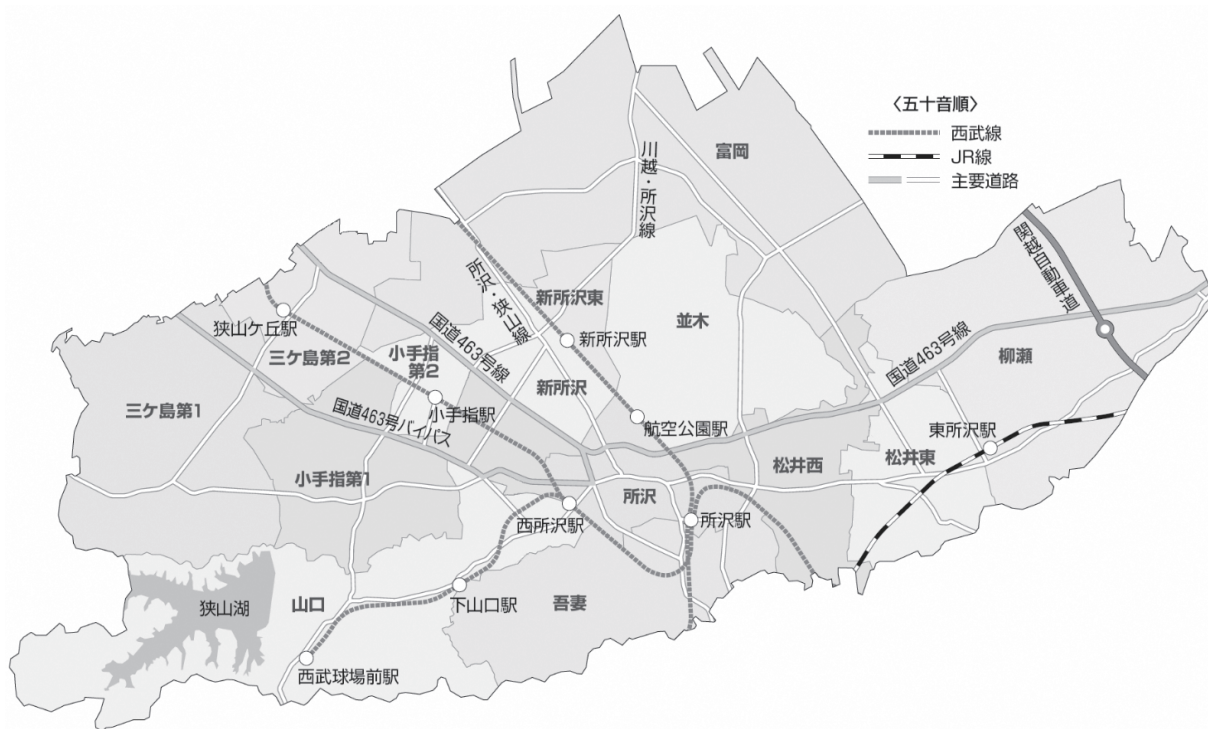 〈五十音順〉
西武線
JR線
主要道路
富岡
川越・所沢線
関越自動車道
所沢・狭山線
新所沢東
並木
狭山ケ丘駅
国道463号線
新所沢駅
国道463号線
柳瀬
三ケ島第2
小手指
第2
新所沢
三ケ島第1
国道463号バイパス
小手指駅
航空公園駅
東所沢駅
小手指第1
松井西
松井東
所沢
西所沢駅
所沢駅
狭山湖
山口
下山口駅
吾妻
西武球場前駅